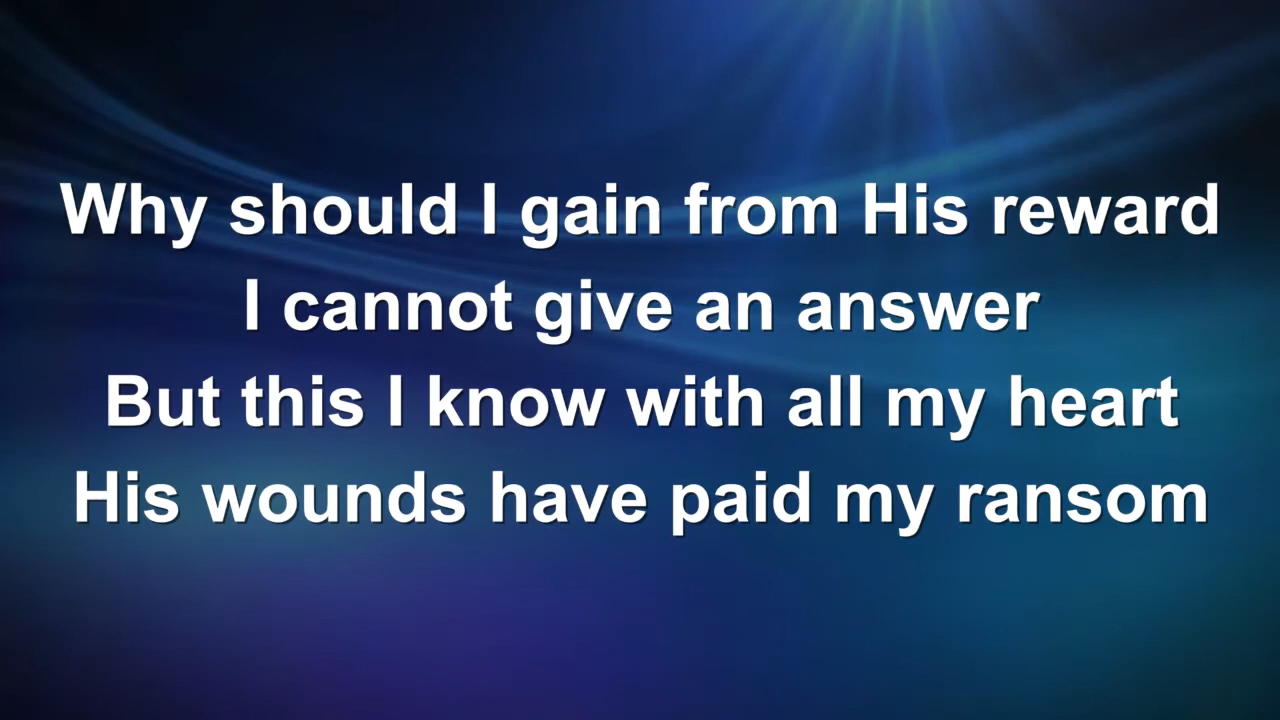 Why should I gain from His reward
I cannot give an answer
But this I know with all my heart
His wounds have paid my ransom